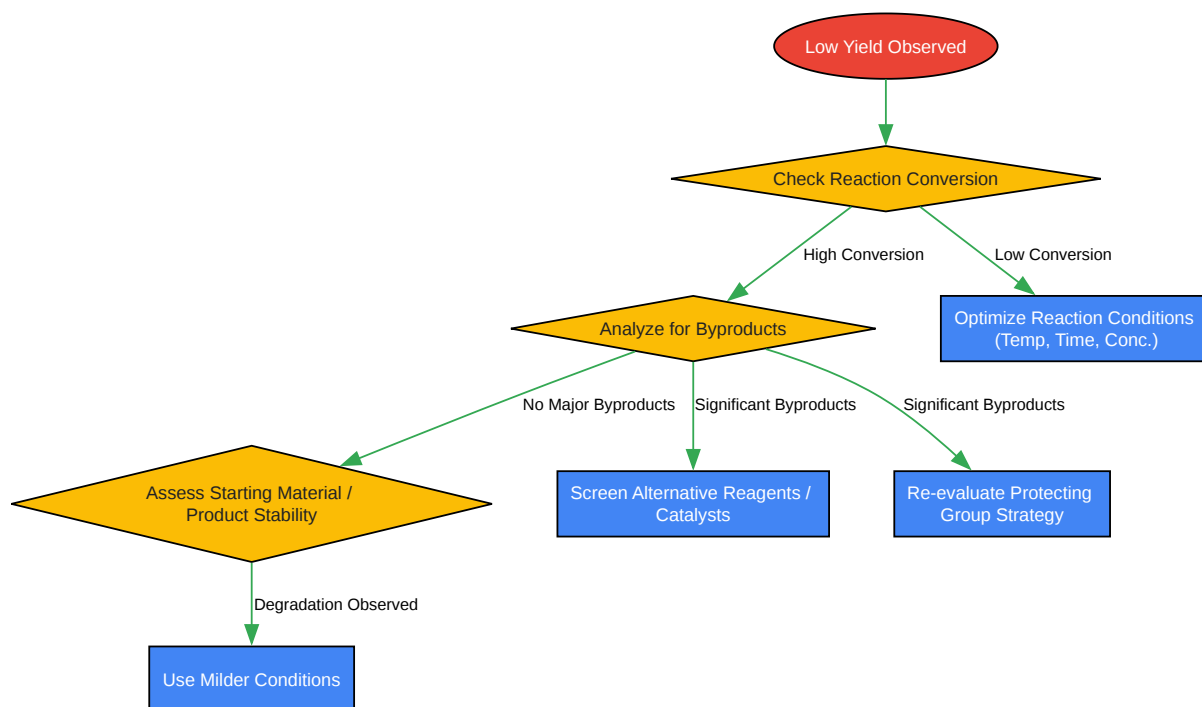 Low Yield Observed
Check Reaction Conversion
High Conversion
Low Conversion
Analyze for Byproducts
Optimize Reaction Conditions
(Temp, Time, Conc.)
No Major Byproducts
Significant Byproducts
Significant Byproducts
Assess Starting Material /
Product Stability
Screen Alternative Reagents /
Catalysts
Re-evaluate Protecting
Group Strategy
Degradation Observed
Use Milder Conditions